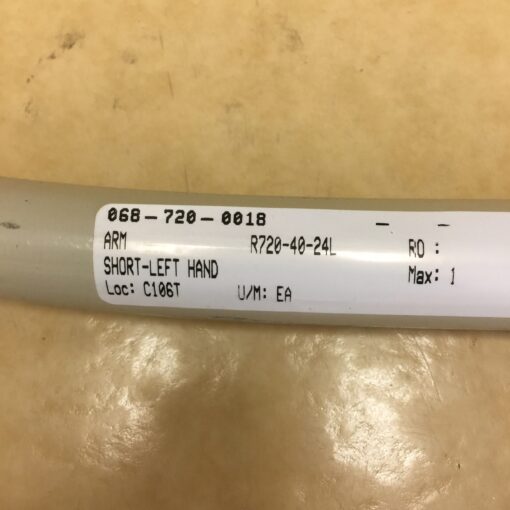 068-720-0018 - -
ARM R720-40-24L RO :
SHORT-LEFT HAND Max: 1
Loc: C106T U/M: EA